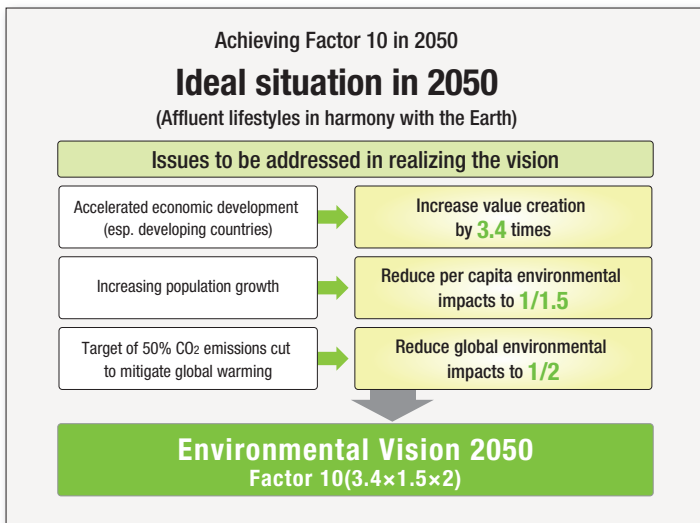 Achieving Factor 10 in 2050
Ideal situation in 2050
(Affluent lifestyles in harmony with the Earth)
Issues to be addressed in realizing the vision
Accelerated economic development
(esp. developing countries)
Increase value creation
by 3.4 times
Increasing population growth
Reduce per capita environmental
impacts to 1/1.5
Target of 50% CO₂ emissions cut
to mitigate global warming
Reduce global environmental
impacts to 1/2
Environmental Vision 2050
Factor 10(3.4×1.5×2)